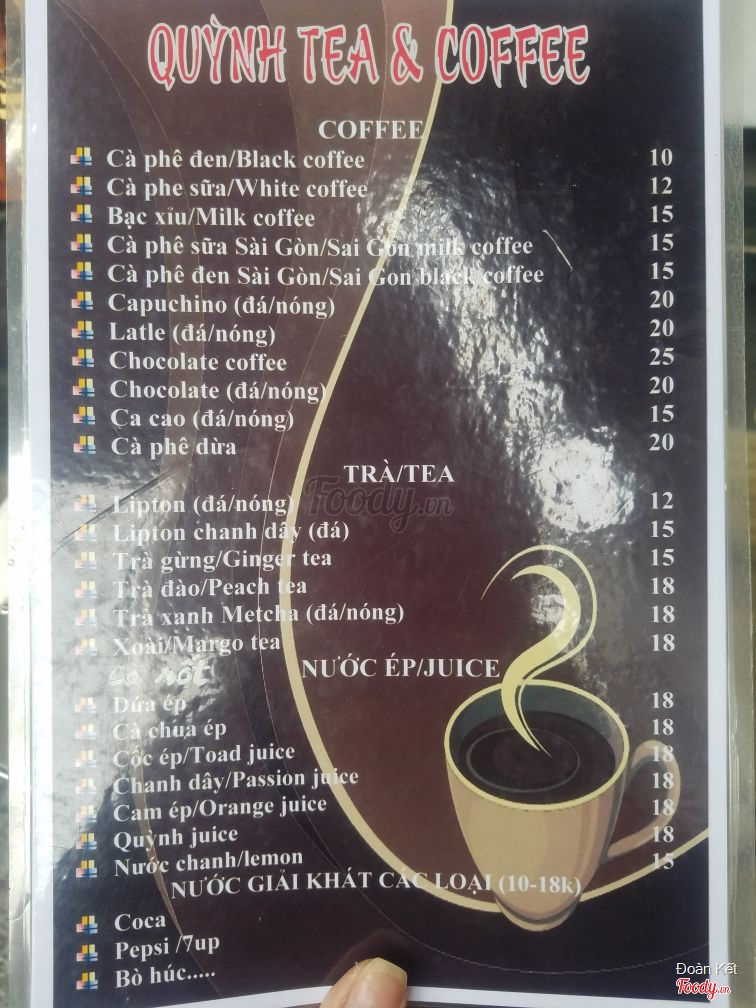 QUỲNH TEA & COFFEE
COFFEE
Cà phê đen/Black coffee 10
Cà phe sữa/White coffee 12
Bạc xỉu/Milk coffee 15
Cà phê sữa Sài Gòn/Sai Gon milk coffee 15
Cà phê đen Sài Gòn/Sai Gon black coffee 15
Capuchino (đá/nóng) 20
Latle (đá/nóng) 20
Chocolate coffee 25
Chocolate (đá/nóng) 20
Ca cao (đá/nóng) 15
Cà phê dừa 20
TRÀ/TEA
Foody.vn
Lipton (đá/nóng) 12
Lipton chanh dây (đá) 15
Trà gừng/Ginger tea 15
Trà đào/Peach tea 18
Trà xanh Metcha (đá/nóng) 18
Xoài/Margo tea 18
NƯỚC ÉP/JUICE
Dứa ép 18
Cà chua ép 18
Cốc ép/Toad juice 18
Chanh dây/Passion juice 18
Cam ép/Orange juice 18
Quỳnh juice 18
Nước chanh/lemon 15
NƯỚC GIẢI KHÁT CÁC LOẠI (10-18k)
Coca
Pepsi /7up
Bò húc.....
Đoàn Kết
Foody.vn